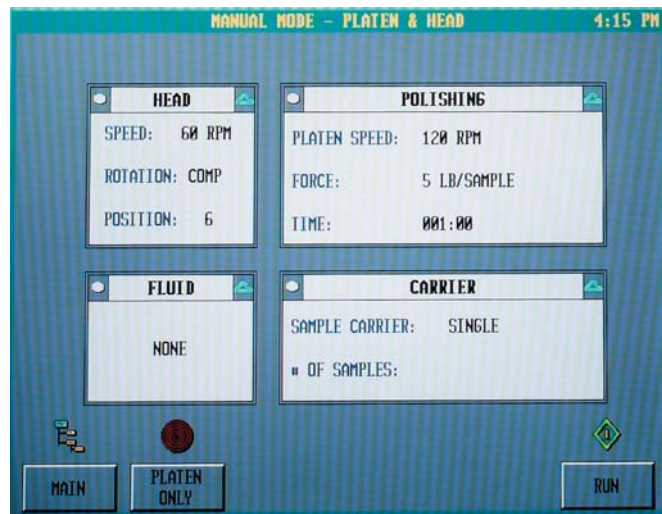 MANUAL MODE - PLATEN & HEAD 4:15 PM
HEAD
SPEED: 60 RPM
ROTATION: COMP
POSITION: 6
POLISHING
PLATEN SPEED: 120 RPM
FORCE: 5 LB/SAMPLE
TIME: 001:00
FLUID
NONE
CARRIER
SAMPLE CARRIER: SINGLE
# OF SAMPLES:
MAIN
PLATEN
ONLY
RUN